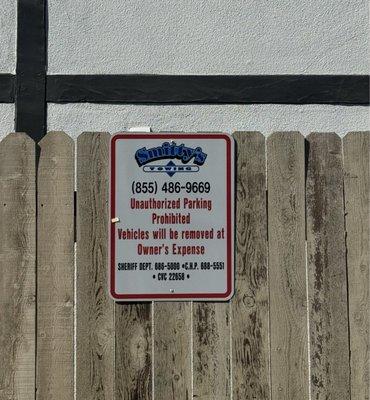 Smitty's
TOWING
(855) 486-9669
Unauthorized Parking
Prohibited
Vehicles will be removed at
Owner's Expense
SHERIFF DEPT. 686-5000 • C.H.P. 688-5551
• CVC 22658 •